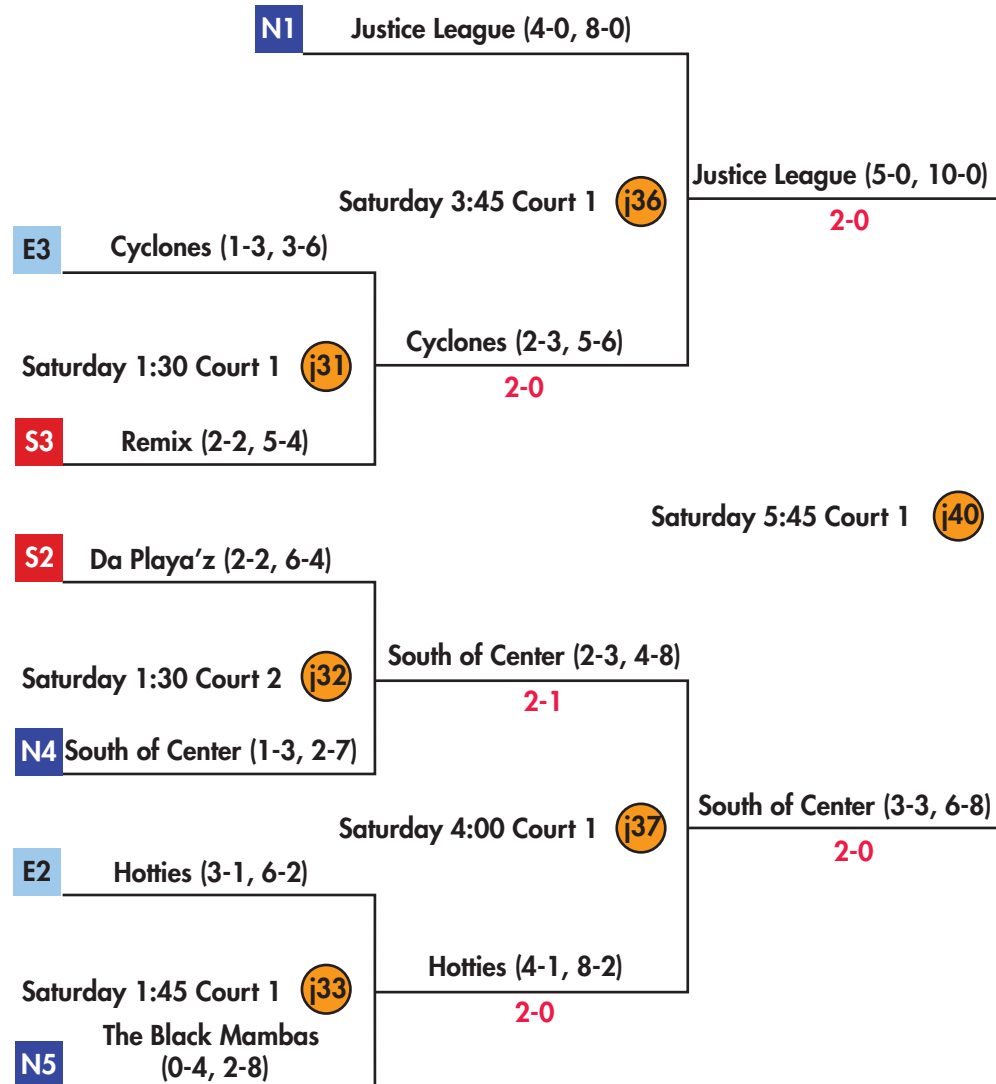 N1 Justice League (4-0, 8-0)
Justice League (5-0, 10-0)
Saturday 3:45 Court 1 j36
2-0
E3 Cyclones (1-3, 3-6)
Cyclones (2-3, 5-6)
Saturday 1:30 Court 1 j31
2-0
S3 Remix (2-2, 5-4)
Saturday 5:45 Court 1 j40
S2 Da Playa’z (2-2, 6-4)
South of Center (2-3, 4-8)
Saturday 1:30 Court 2 j32
2-1
N4 South of Center (1-3, 2-7)
South of Center (3-3, 6-8)
Saturday 4:00 Court 1 j37
2-0
E2 Hotties (3-1, 6-2)
Hotties (4-1, 8-2)
Saturday 1:45 Court 1 j33
2-0
The Black Mambas
N5 (0-4, 2-8)